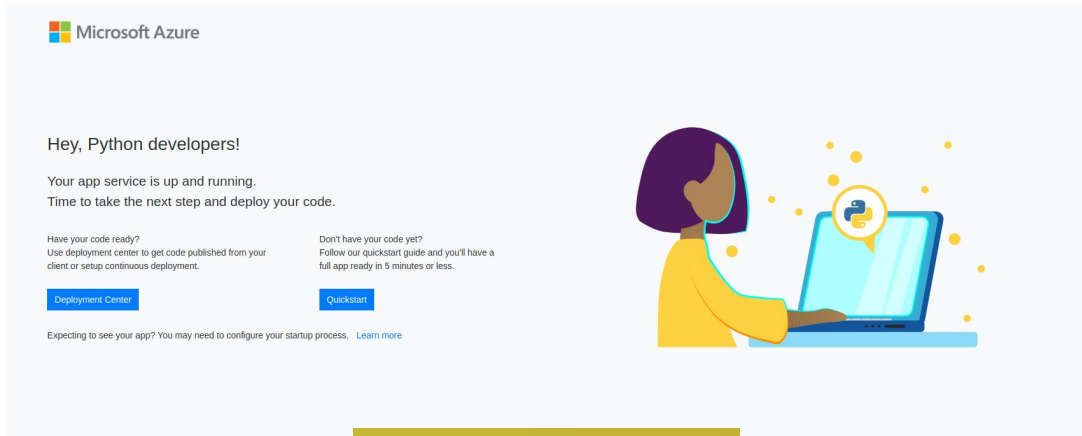 Microsoft Azure
Hey, Python developers!
Your app service is up and running.
Time to take the next step and deploy your code.
Have your code ready?
Use deployment center to get code published from your
client or setup continuous deployment.
Deployment Center
Don't have your code yet?
Follow our quickstart guide and you'll have a
full app ready in 5 minutes or less.
Quickstart
Expecting to see your app? You may need to configure your startup process. Learn more